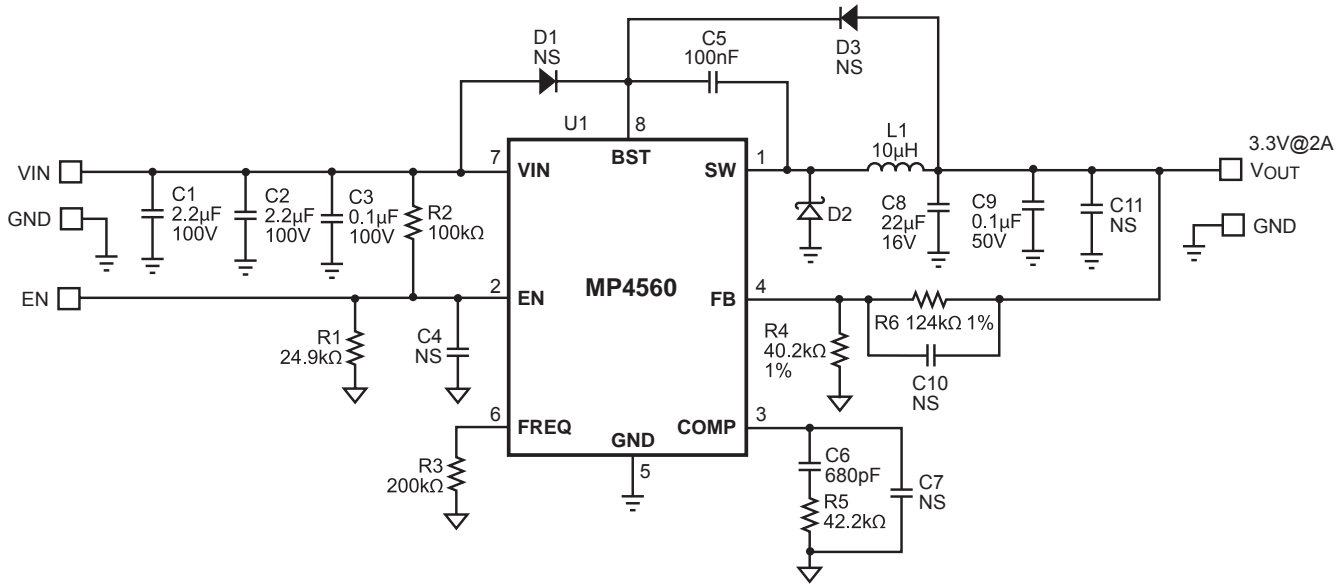 D1
NS
C5
100nF
D3
NS
U1
8
BST
L1
10µH
3.3V@2A
VIN
7
VIN
SW
1
VOUT
C1
2.2µF
100V
C2
2.2µF
100V
C3
0.1µF
100V
R2
100kΩ
D2
C8
22µF
16V
C9
0.1µF
50V
C11
NS
GND
GND
EN
2
EN
MP4560
FB
4
R6 124kΩ 1%
R1
24.9kΩ
C4
NS
R4
40.2kΩ
1%
C10
NS
6
FREQ
GND
5
COMP
3
R3
200kΩ
C6
680pF
R5
42.2kΩ
C7
NS